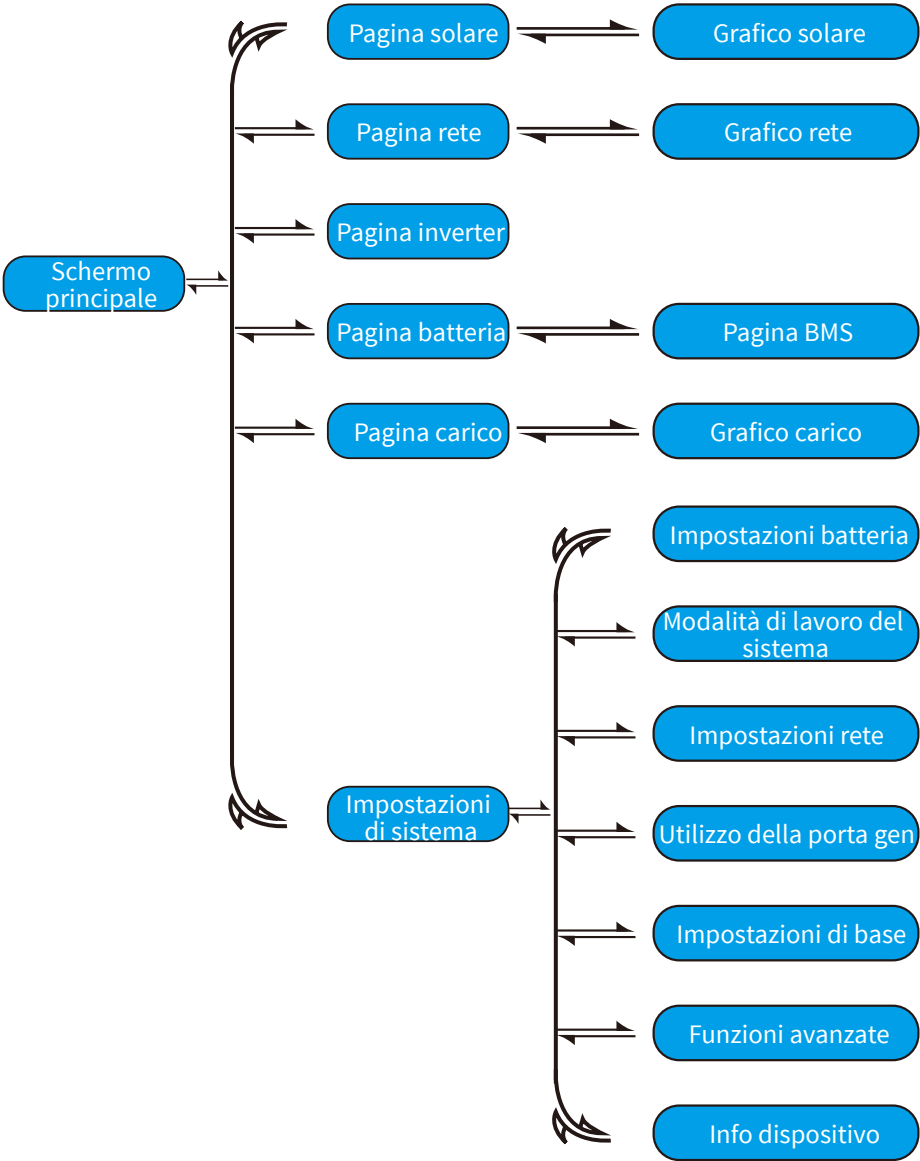 Pagina solare
Grafico solare
Pagina rete
Grafico rete
Pagina inverter
Schermo
principale
Pagina batteria
Pagina BMS
Pagina carico
Grafico carico
Impostazioni batteria
Modalità di lavoro del
sistema
Impostazioni rete
Impostazioni
di sistema
Utilizzo della porta gen
Impostazioni di base
Funzioni avanzate
Info dispositivo